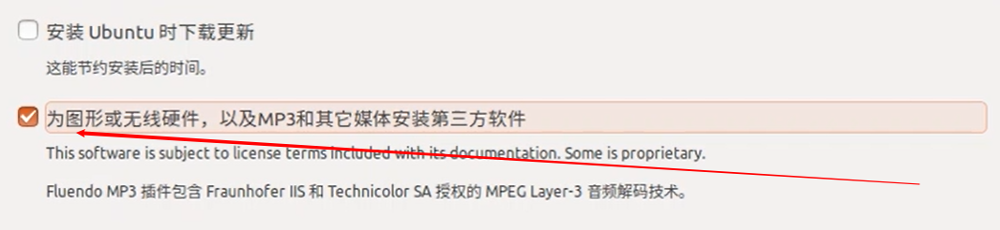 安装 Ubuntu 时下载更新
这能节约安装后的时间。
为图形或无线硬件，以及MP3和其它媒体安装第三方软件
This software is subject to license terms included with its documentation. Some is proprietary.
Fluendo MP3 插件包含 Fraunhofer IIS 和 Technicolor SA 授权的 MPEG Layer-3 音频解码技术。